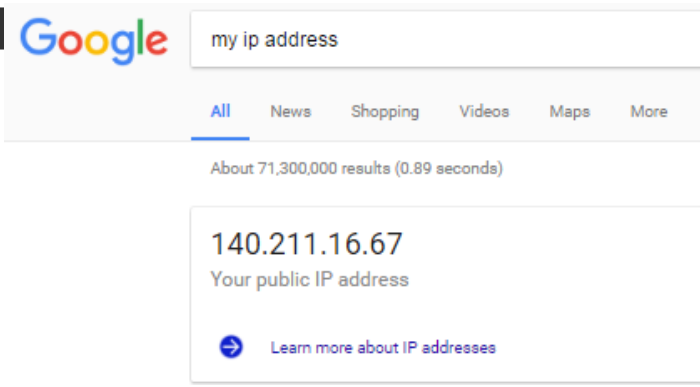 Google
my ip address
All News Shopping Videos Maps More
About 71,300,000 results (0.89 seconds)
140.211.16.67
Your public IP address
Learn more about IP addresses